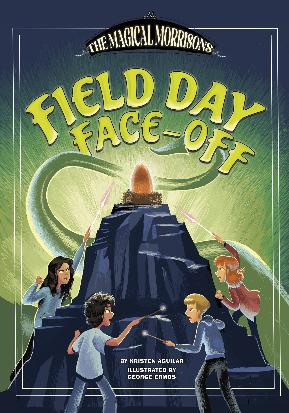 THE MAGICAL MORRISONS
FIELD DAY
FACE-OFF
BY KRISTEN AGUILAR
ILLUSTRATED BY
GEORGE ERMOS